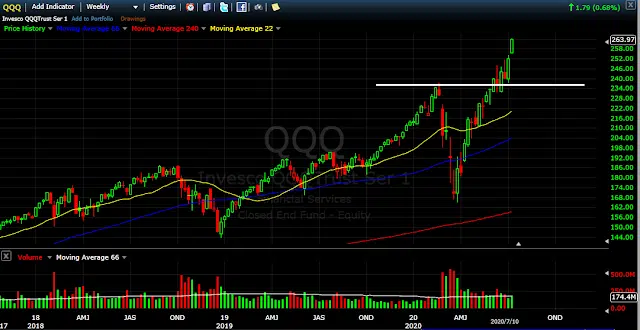 QQQ Add Indicator Weekly Settings 1.79 (0.68%)
Invesco QQQTrust Ser 1 Add to Portfolio Drawings
Price History Moving Average 66 Moving Average 240 Moving Average 22
263.97
258.00
252.00
246.00
240.00
234.00
228.00
222.00
216.00
210.00
204.00
198.00
192.00
186.00
180.00
174.00
168.00
162.00
156.00
150.00
144.00
QQQ
Invesco QQQTrust Ser 1
Financial Services
Closed End Fund - Equity
X Volume Moving Average 66
500.0M
250.0M
174.4M
17 18 AMJ JAS OND 19 AMJ JAS OND 20 AMJ 2020/7/10 OND
2018 2019 2020